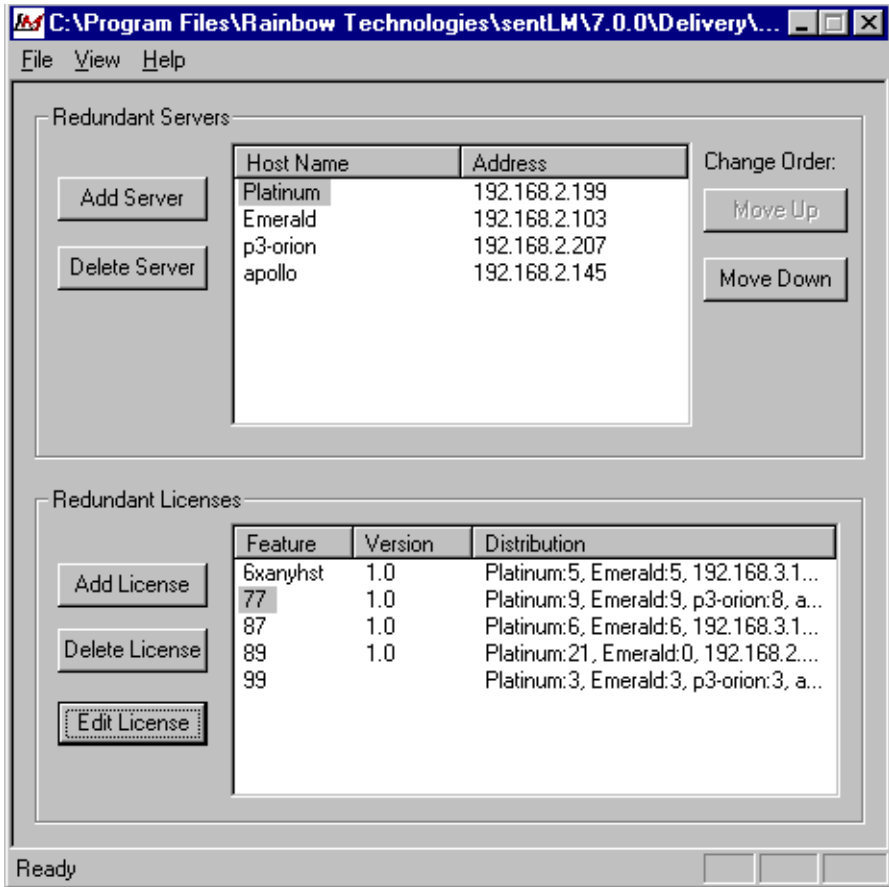 C:\Program Files\Rainbow Technologies\sentLM\7.0.0\Delivery\...
File View Help
Redundant Servers
Add Server
Delete Server
Host Name Address
Platinum 192.168.2.199
Emerald 192.168.2.103
p3-orion 192.168.2.207
apollo 192.168.2.145
Change Order:
Move Up
Move Down
Redundant Licenses
Add License
Delete License
Edit License
Feature Version Distribution
6xanyhst 1.0 Platinum:5, Emerald:5, 192.168.3.1...
77 1.0 Platinum:9, Emerald:9, p3-orion:8, a...
87 1.0 Platinum:6, Emerald:6, 192.168.3.1...
89 1.0 Platinum:21, Emerald:0, 192.168.2....
99 Platinum:3, Emerald:3, p3-orion:3, a...
Ready